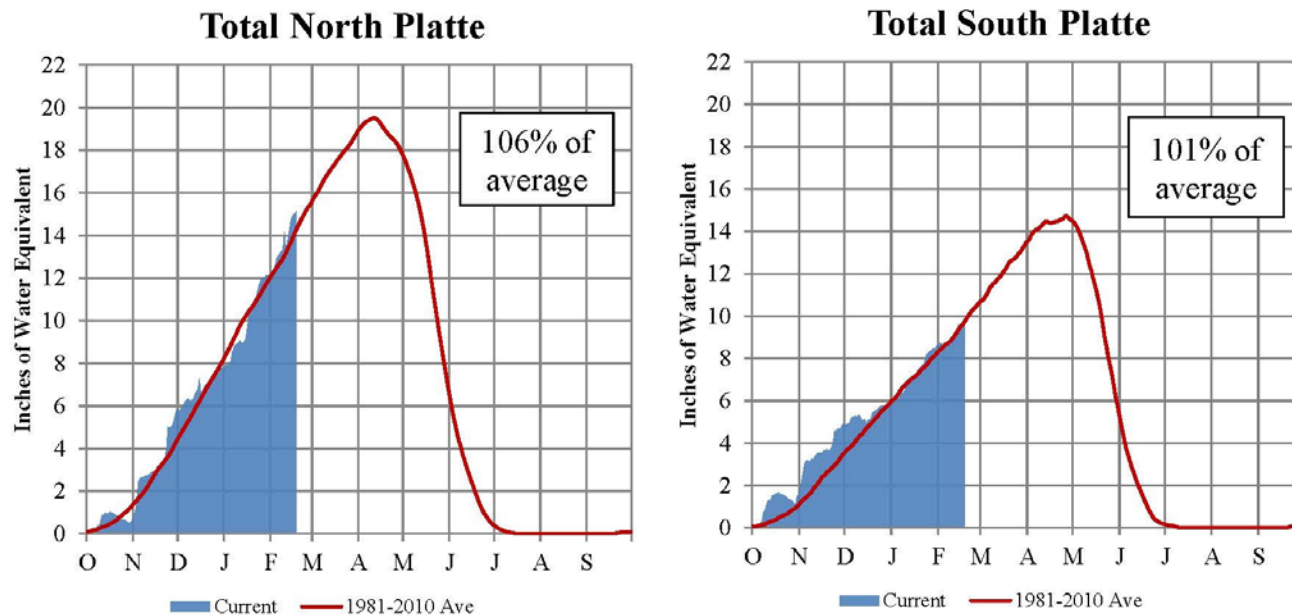 Total North Platte
Inches of Water Equivalent
22
20
18
16
14
12
10
8
6
4
2
0
106% of
average
O N D J F M A M J J A S
Current 1981-2010 Ave
Total South Platte
Inches of Water Equivalent
22
20
18
16
14
12
10
8
6
4
2
0
101% of
average
O N D J F M A M J J A S
Current 1981-2010 Ave